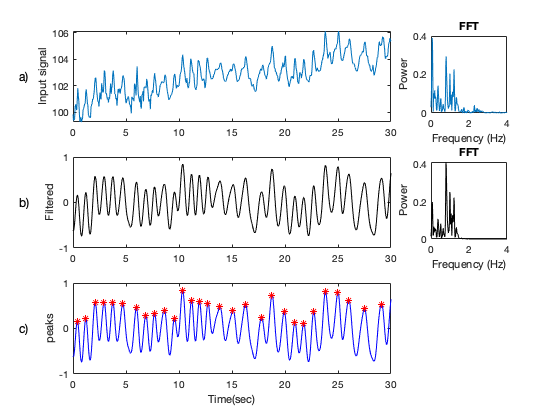 a)
Input signal
106
104
102
100
0 5 10 15 20 25 30
FFT
Power
0.4
0.2
0
0 2 4
Frequency (Hz)
b)
Filtered
1
0
-1
0 5 10 15 20 25 30
FFT
Power
0.4
0.2
0
0 2 4
Frequency (Hz)
c)
peaks
1
0
-1
0 5 10 15 20 25 30
Time(sec)